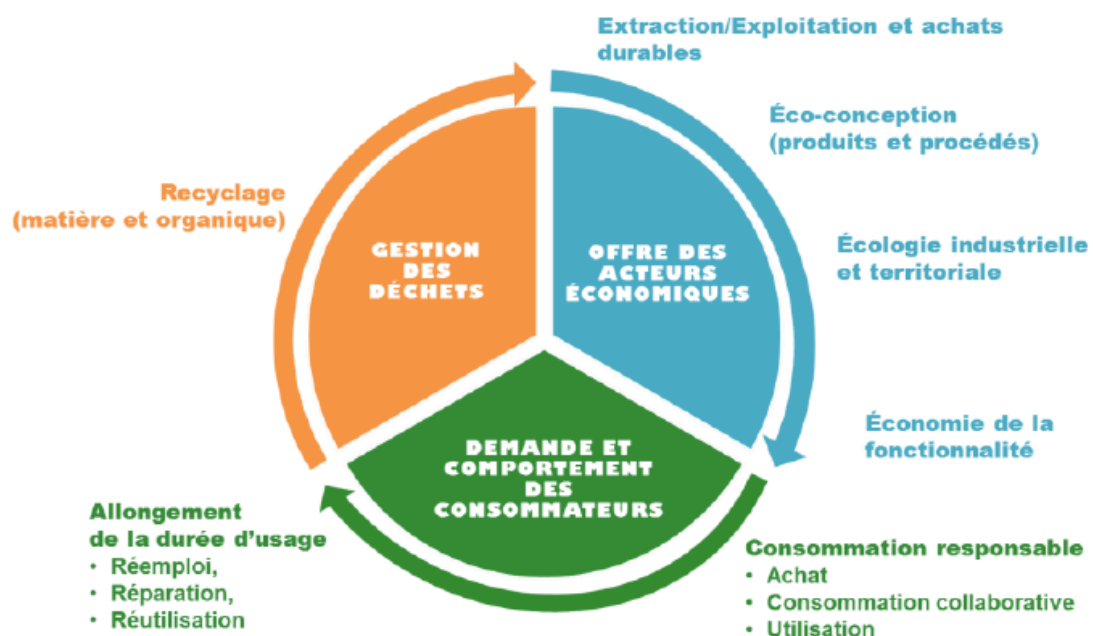 Extraction/Exploitation et achats
durables
Éco-conception
(produits et procédés)
Écologie industrielle
et territoriale
Économie de la
fonctionnalité
OFFRE DES
ACTEURS
ÉCONOMIQUES
Consommation responsable
• Achat
• Consommation collaborative
• Utilisation
DEMANDE ET
COMPORTEMENT
DES
CONSOMMATEURS
Allongement
de la durée d'usage
• Réemploi,
• Réparation,
• Réutilisation
Recyclage
(matière et organique)
GESTION
DES
DÉCHETS